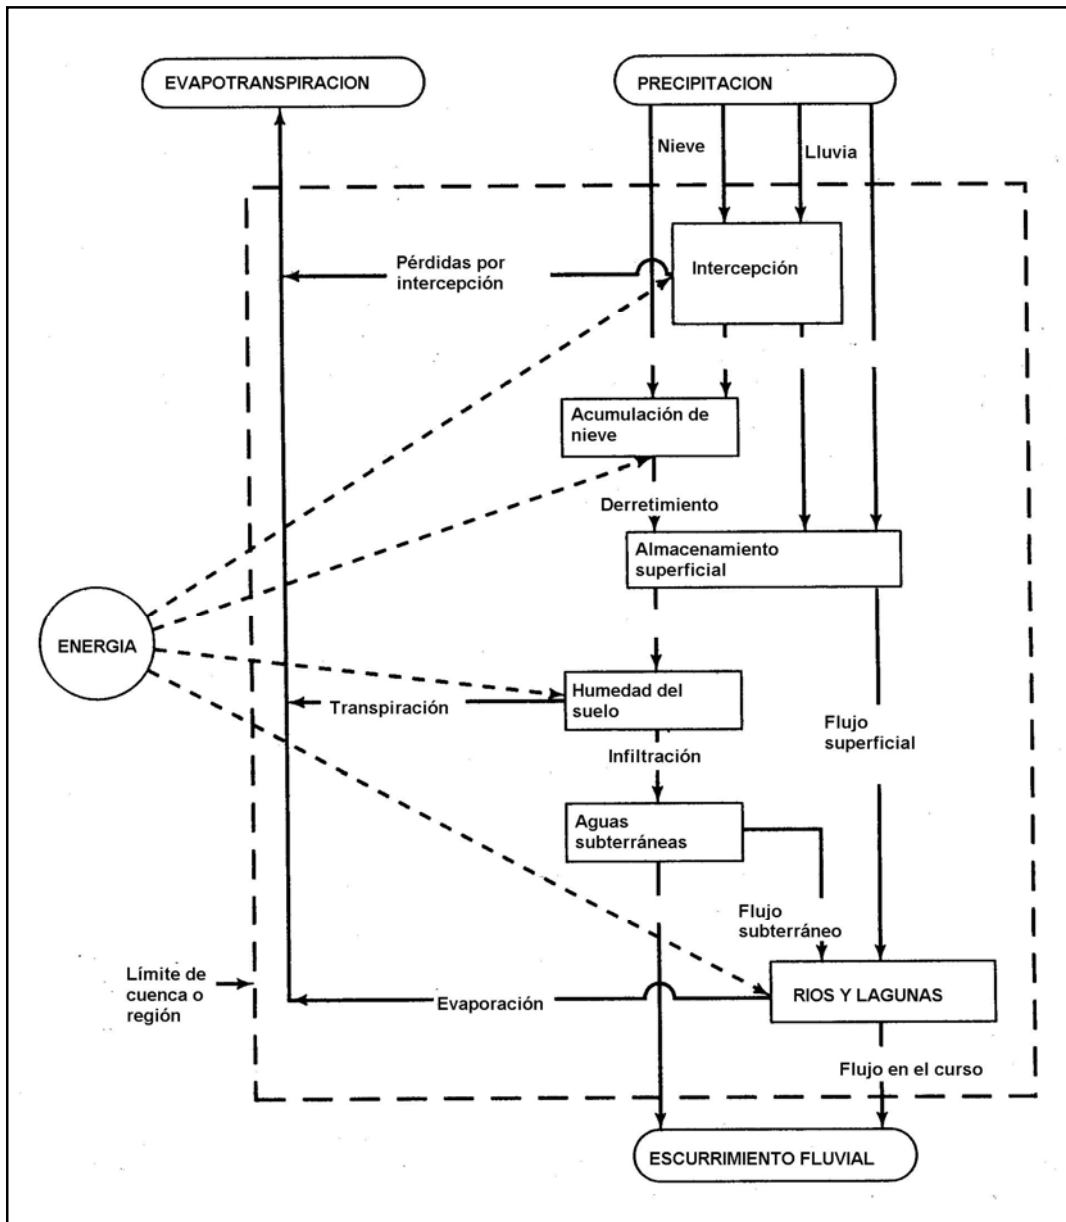 EVAPOTRANSPIRACION
PRECIPITACION
Nieve
Lluvia
Pérdidas por
intercepción
Intercepción
Acumulación de
nieve
Derretimiento
Almacenamiento
superficial
ENERGIA
Humedad del
suelo
Transpiración
Flujo
superficial
Infiltración
Aguas
subterráneas
Flujo
subterráneo
Límite de
cuenca o
región
Evaporación
RIOS Y LAGUNAS
Flujo en el curso
ESCURRIMIENTO FLUVIAL